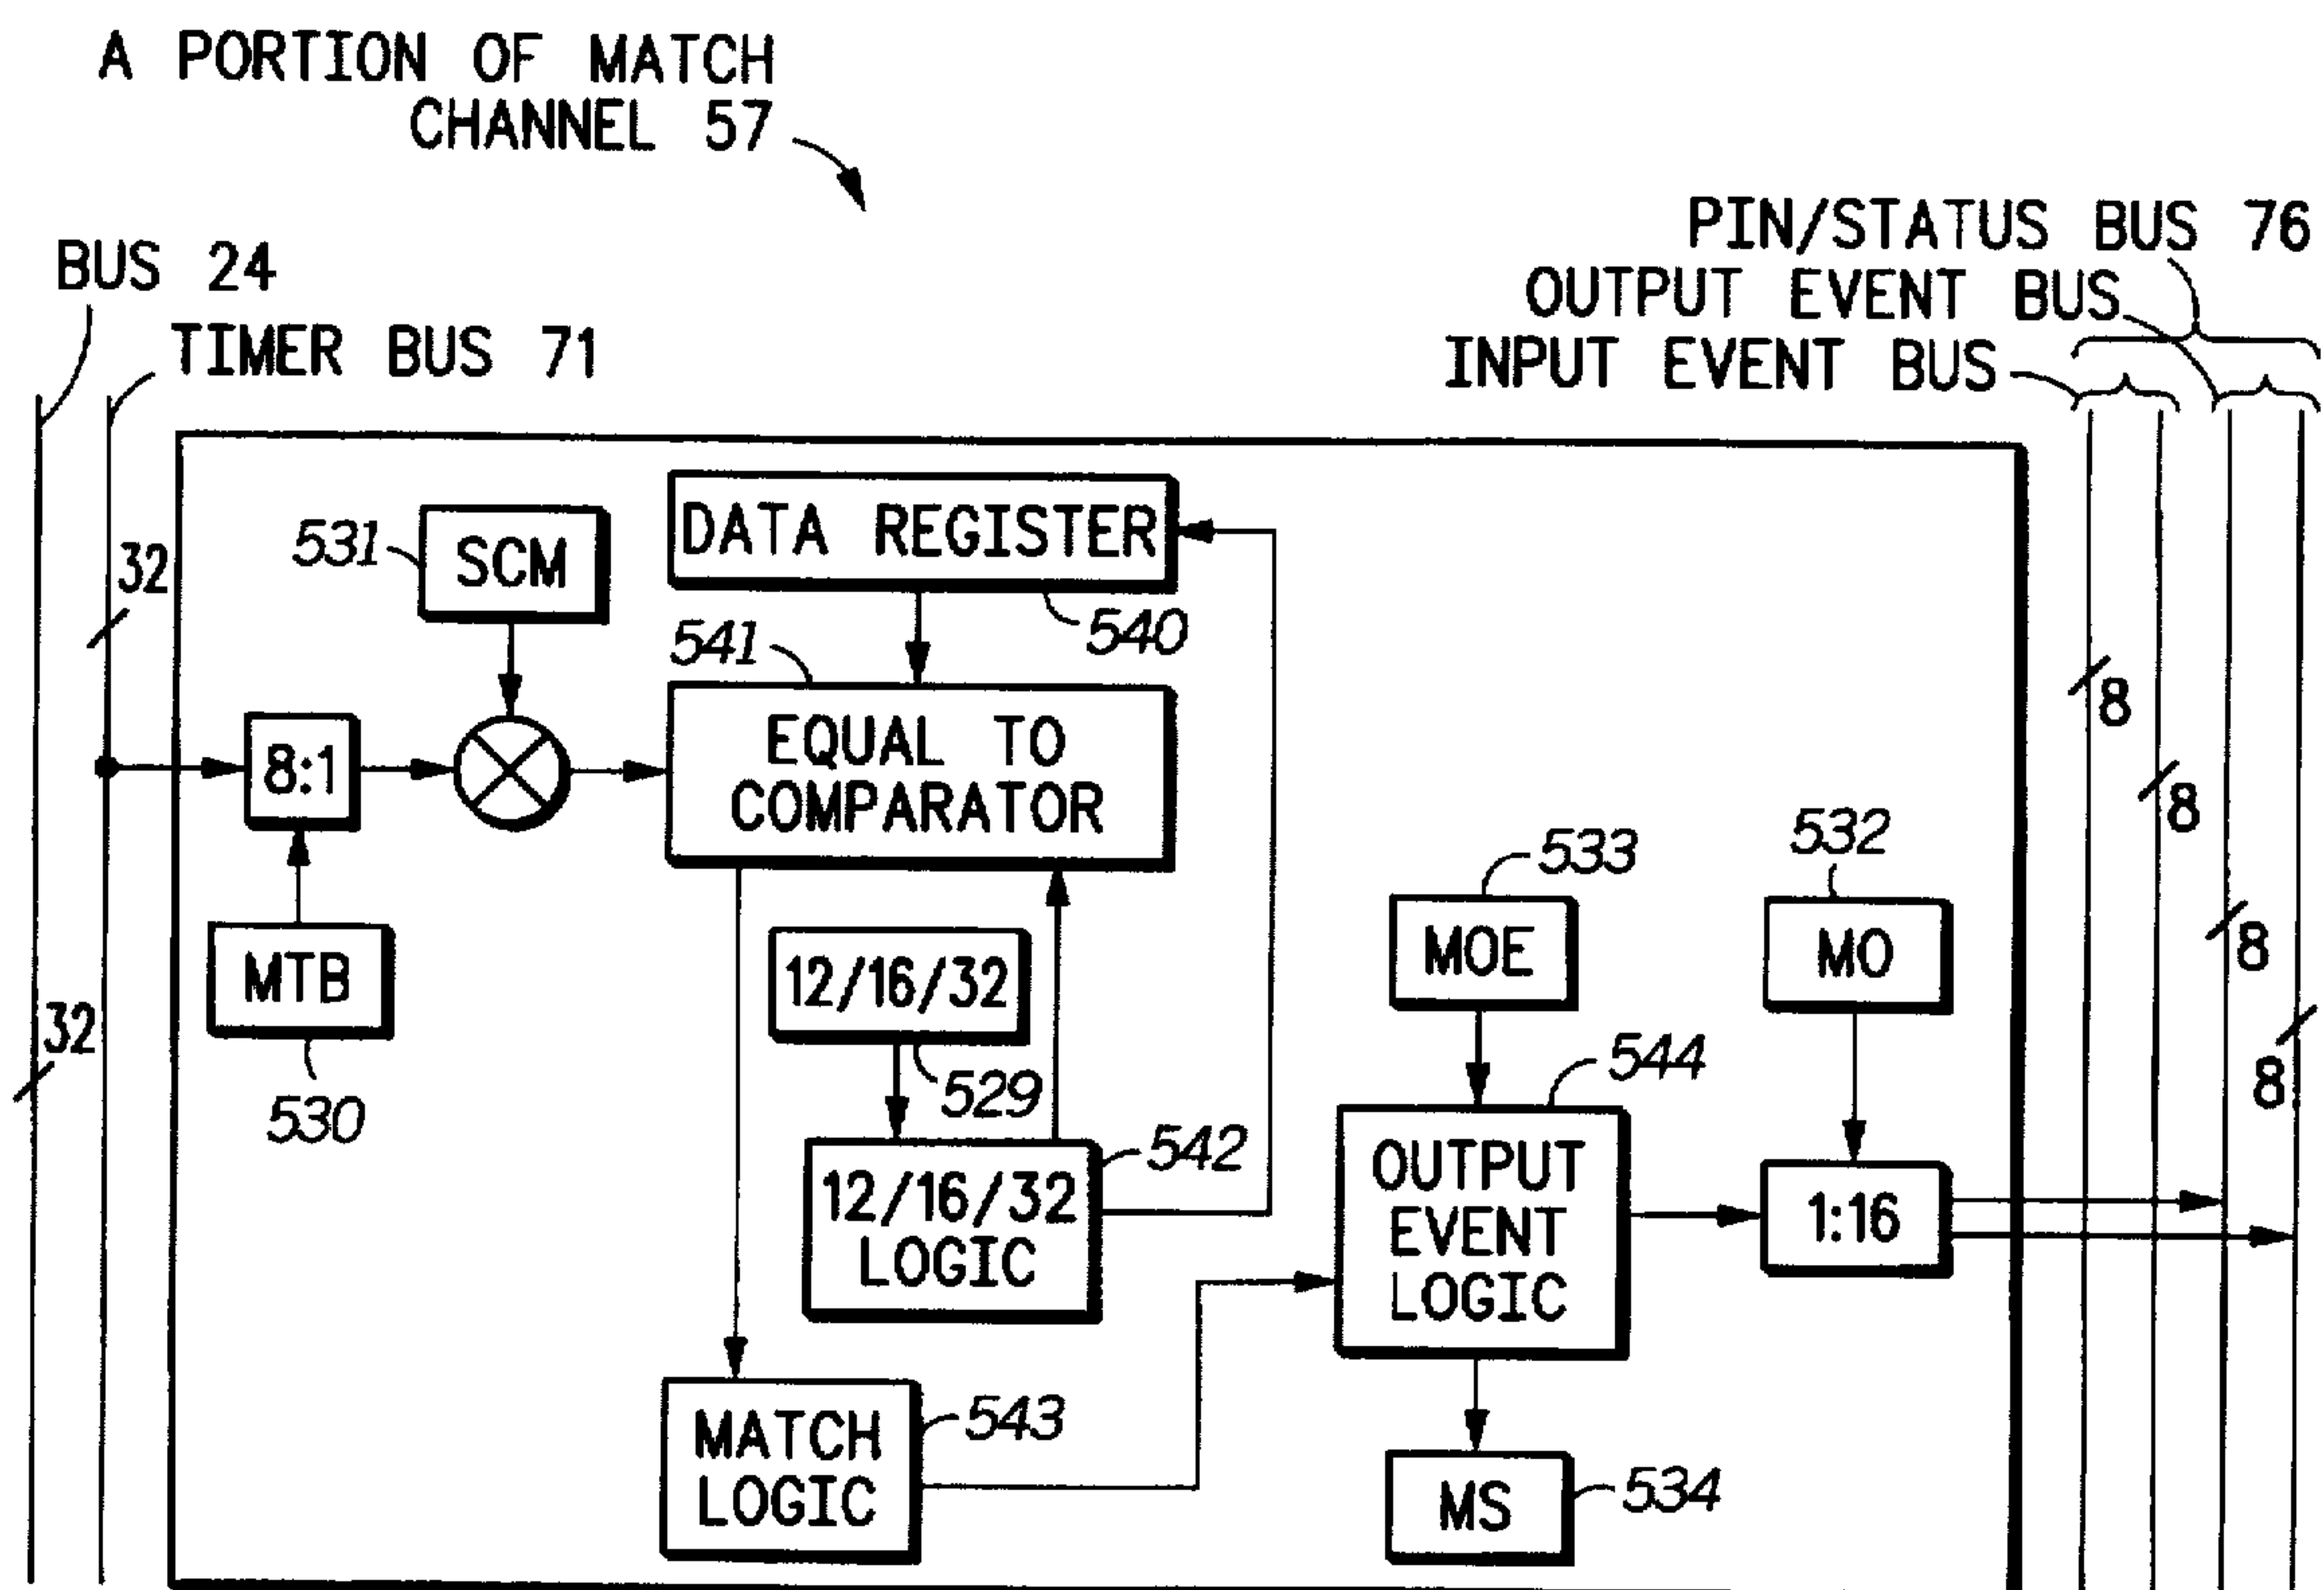 A PORTION OF MATCH
CHANNEL 57
PIN/STATUS BUS 76
BUS 24
OUTPUT EVENT BUS
TIMER BUS 71
INPUT EVENT BUS
32
531
SCM
DATA REGISTER
540
541
8
8:1
EQUAL TO
COMPARATOR
8
533
532
MTB
12/16/32
MOE
MO
8
32
530
529
544
8
542
12/16/32
LOGIC
OUTPUT
EVENT
LOGIC
1:16
MATCH
LOGIC
543
MS
534